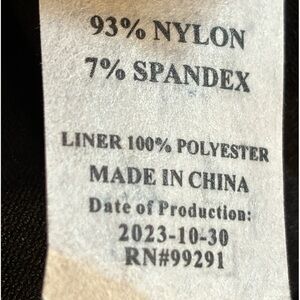 93% NYLON
7% SPANDEX
LINER 100% POLYESTER
MADE IN CHINA
Date of Production:
2023-10-30
RN#99291